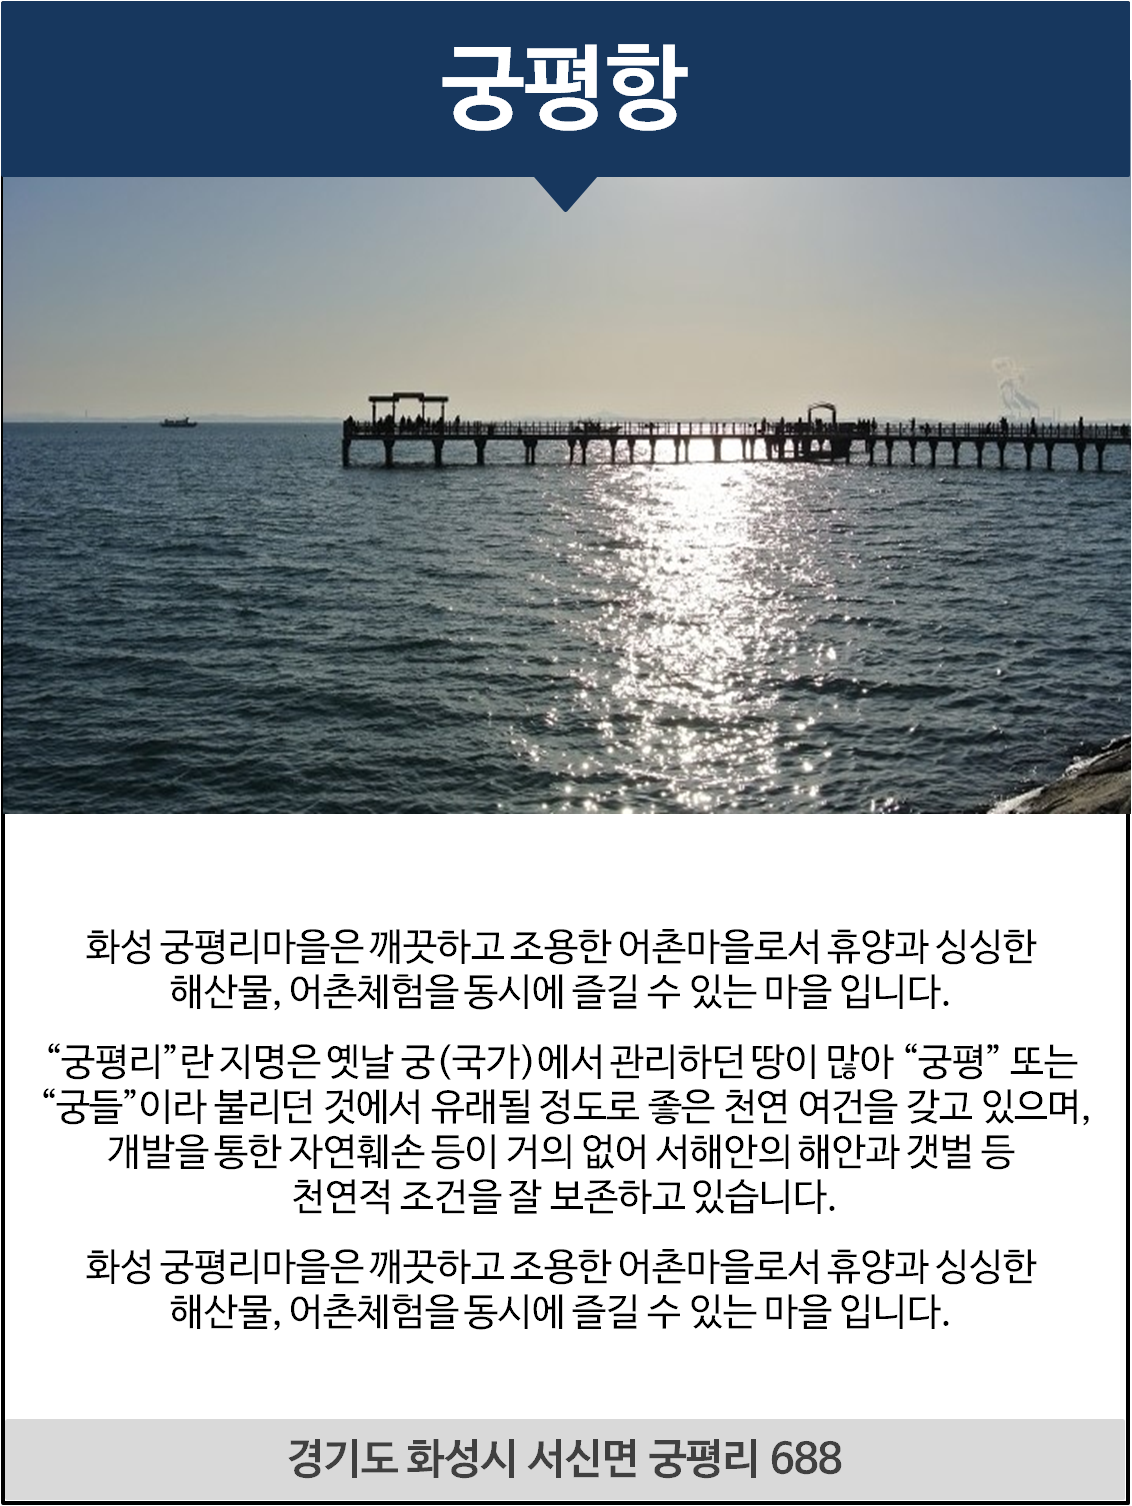 궁평항
화성 궁평리마을은 깨끗하고 조용한 어촌마을로서 휴양과 싱싱한
해산물, 어촌체험을 동시에 즐길 수 있는 마을 입니다.
“궁평리”란 지명은 옛날 궁(국가)에서 관리하던 땅이 많아 “궁평” 또는
“궁들”이라 불리던 것에서 유래될 정도로 좋은 천연 여건을 갖고 있으며,
개발을 통한 자연훼손 등이 거의 없어 서해안의 해안과 갯벌 등
천연적 조건을 잘 보존하고 있습니다.
화성 궁평리마을은 깨끗하고 조용한 어촌마을로서 휴양과 싱싱한
해산물, 어촌체험을 동시에 즐길 수 있는 마을 입니다.
경기도 화성시 서신면 궁평리 688